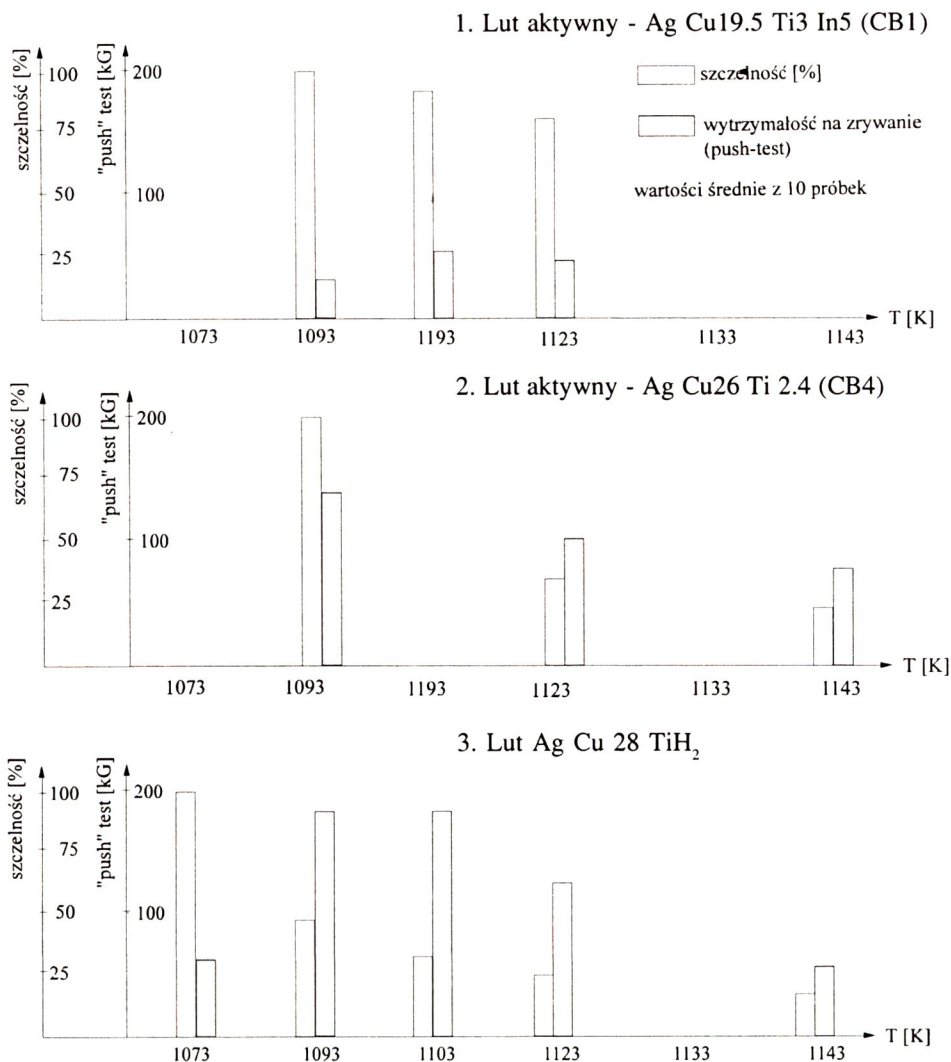 1. Lut aktywny - Ag Cu19.5 Ti3 In5 (CB1)
szczelność [%]
"push" test [kG]
100
75
50
25
200
100
szczelność [%]
wytrzymałość na zrywanie
(push-test)
wartości średnie z 10 próbek
1073 1093 1193 1123 1133 1143
T [K]
2. Lut aktywny - Ag Cu26 Ti 2.4 (CB4)
szczelność [%]
"push" test [kG]
100
75
50
25
200
100
1073 1093 1193 1123 1133 1143
T [K]
3. Lut Ag Cu 28 TiH₂
szczelność [%]
"push" test [kG]
100
75
50
25
200
100
1073 1093 1103 1123 1133 1143
T [K]